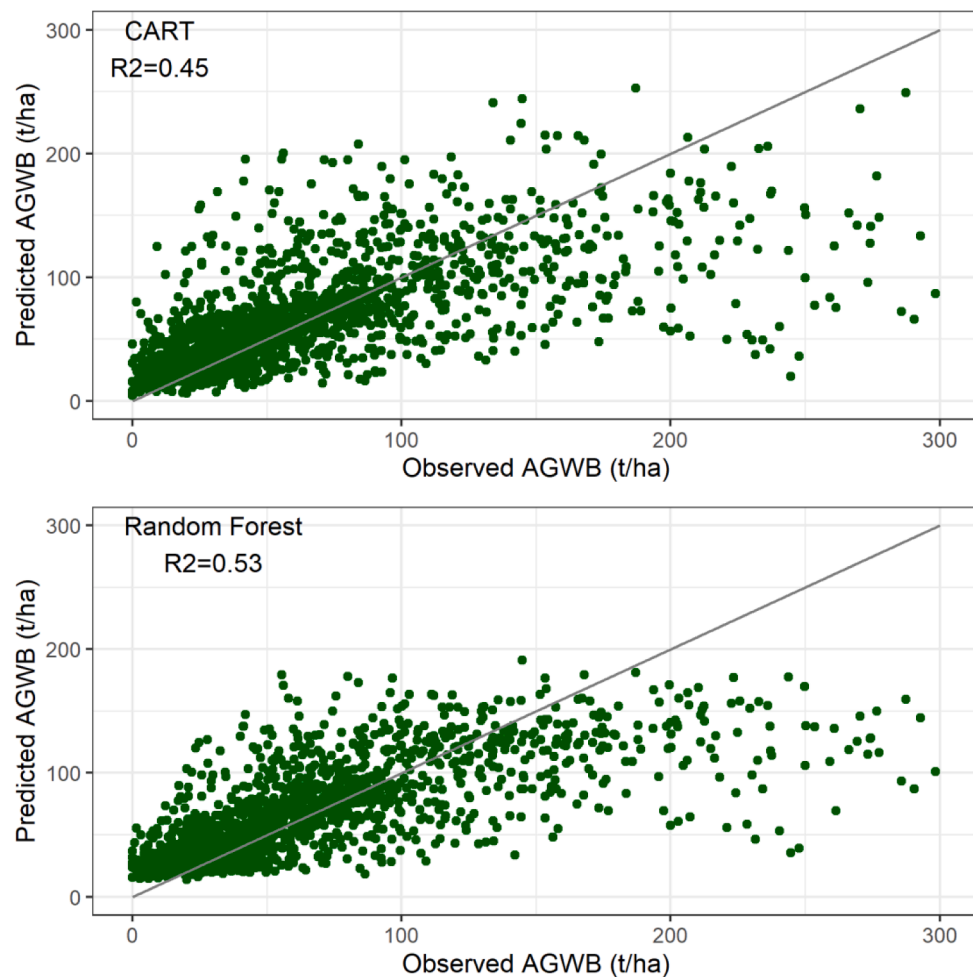 CART
R2=0.45
300
200
100
0
Predicted AGWB (t/ha)
0 100 200 300
Observed AGWB (t/ha)
Random Forest
R2=0.53
300
200
100
0
Predicted AGWB (t/ha)
0 100 200 300
Observed AGWB (t/ha)